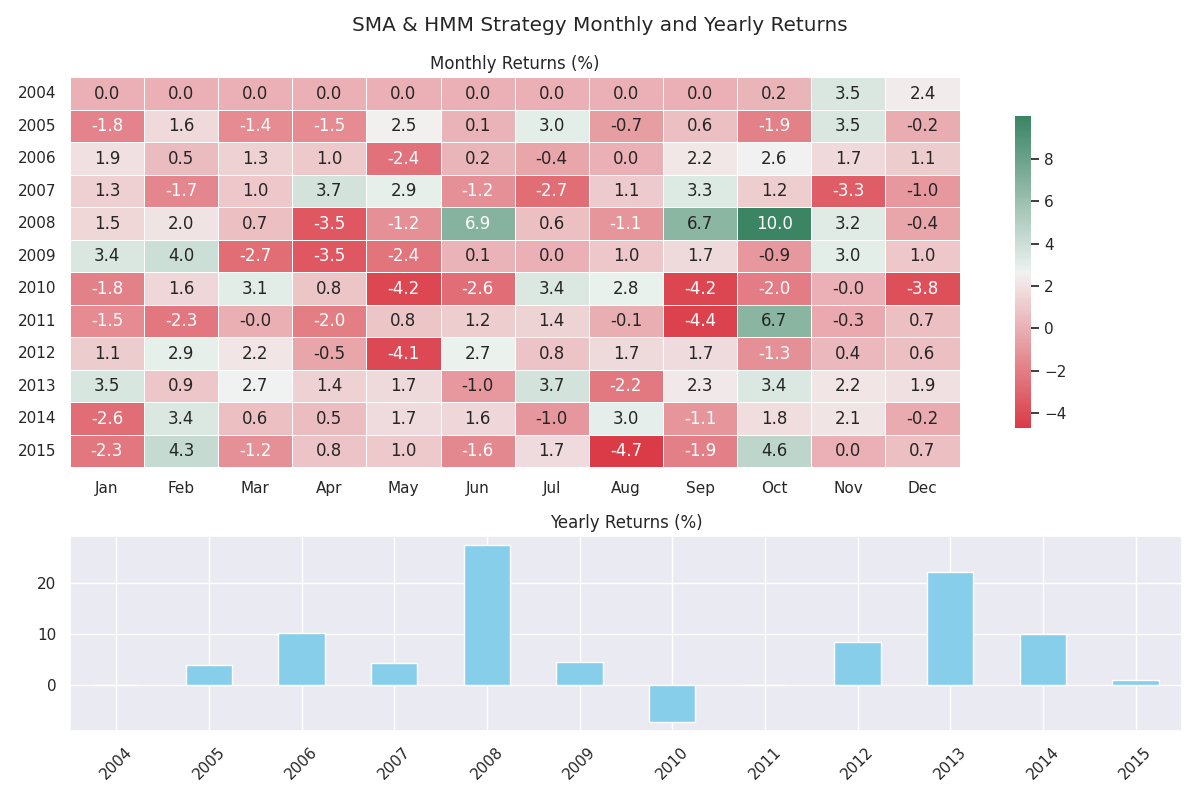 SMA & HMM Strategy Monthly and Yearly Returns
Monthly Returns (%)
2004 0.0 0.0 0.0 0.0 0.0 0.0 0.0 0.0 0.0 0.2 3.5 2.4
2005 -1.8 1.6 -1.4 -1.5 2.5 0.1 3.0 -0.7 0.6 -1.9 3.5 -0.2
2006 1.9 0.5 1.3 1.0 -2.4 0.2 -0.4 0.0 2.2 2.6 1.7 1.1
2007 1.3 -1.7 1.0 3.7 2.9 -1.2 -2.7 1.1 3.3 1.2 -3.3 -1.0
2008 1.5 2.0 0.7 -3.5 -1.2 6.9 0.6 -1.1 6.7 10.0 3.2 -0.4
2009 3.4 4.0 -2.7 -3.5 -2.4 0.1 0.0 1.0 1.7 -0.9 3.0 1.0
2010 -1.8 1.6 3.1 0.8 -4.2 -2.6 3.4 2.8 -4.2 -2.0 -0.0 -3.8
2011 -1.5 -2.3 -0.0 -2.0 0.8 1.2 1.4 -0.1 -4.4 6.7 -0.3 0.7
2012 1.1 2.9 2.2 -0.5 -4.1 2.7 0.8 1.7 1.7 -1.3 0.4 0.6
2013 3.5 0.9 2.7 1.4 1.7 -1.0 3.7 -2.2 2.3 3.4 2.2 1.9
2014 -2.6 3.4 0.6 0.5 1.7 1.6 -1.0 3.0 -1.1 1.8 2.1 -0.2
2015 -2.3 4.3 -1.2 0.8 1.0 -1.6 1.7 -4.7 -1.9 4.6 0.0 0.7
Jan Feb Mar Apr May Jun Jul Aug Sep Oct Nov Dec
8
6
4
2
0
−2
−4
Yearly Returns (%)
20
10
0
2004 2005 2006 2007 2008 2009 2010 2011 2012 2013 2014 2015